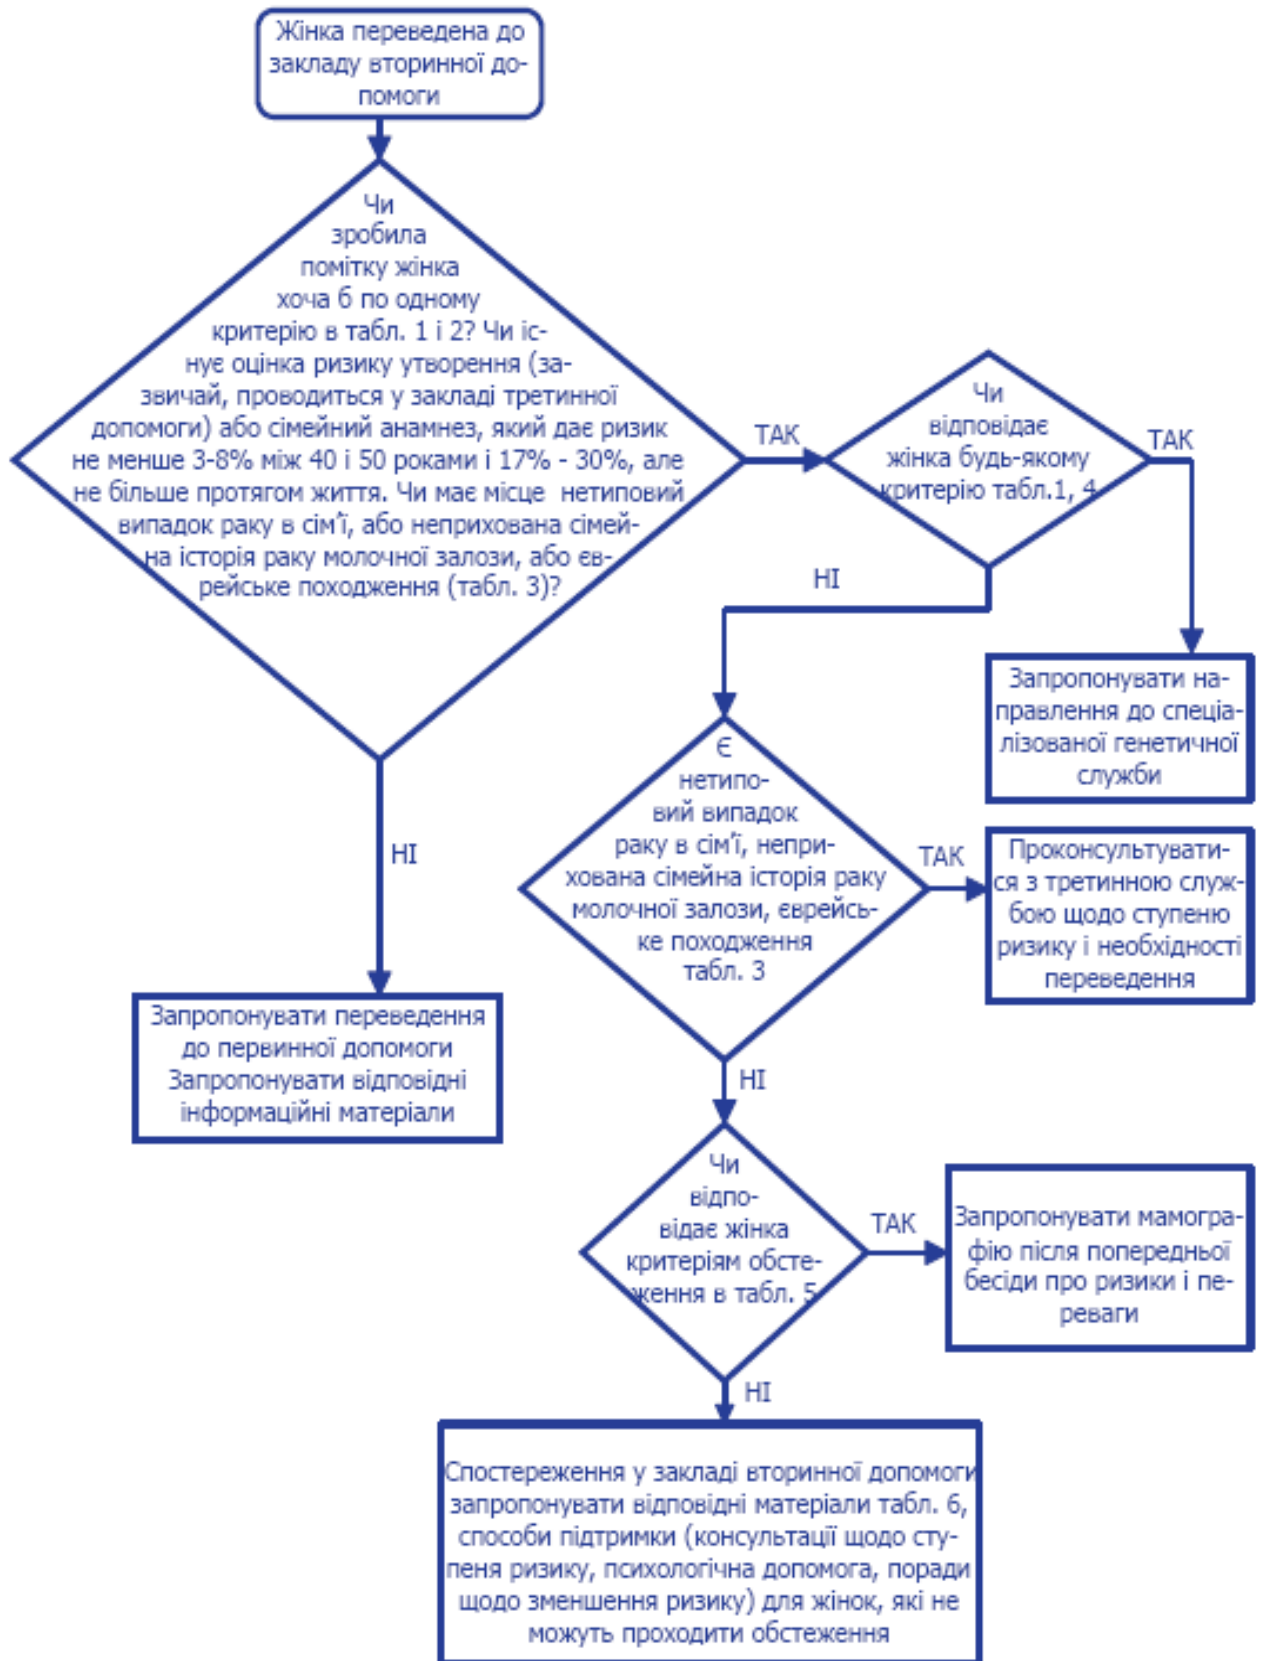 Жінка переведена до
закладу вторинної до-
помоги
Чи
зробила
помітку жінка
хоча б по одному
критерію в табл. 1 і 2? Чи іс-
нує оцінка ризику утворення (за-
звичай, проводиться у закладі третинної
допомоги) або сімейний анамнез, який дає ризик
не менше 3-8% між 40 і 50 роками і 17% - 30%, але
не більше протягом життя. Чи має місце нетиповий
випадок раку в сім’ї, або неприхована сімей-
на історія раку молочної залози, або єв-
рейське походження (табл. 3)?
ТАК
Чи
відповідає
жінка будь-якому
критерію табл.1, 4
ТАК
НІ
Запропонувати на-
правлення до спеціа-
лізованої генетичної
служби
Є
нетипо-
вий випадок
раку в сім’ї, непри-
хована сімейна історія раку
молочної залози, єврейсь-
ке походження
табл. 3
НІ
ТАК
Проконсультувати-
ся з третинною служ-
бою щодо ступеню
ризику і необхідності
переведення
Запропонувати переведення
до первинної допомоги
Запропонувати відповідні
інформаційні матеріали
НІ
Чи
відпо-
відає жінка
критеріям обсте-
ження в табл. 5
ТАК
Запропонувати мамогра-
фію після попередньої
бесіди про ризики і пе-
реваги
НІ
Спостереження у закладі вторинної допомоги
запропонувати відповідні матеріали табл. 6,
способи підтримки (консультації щодо сту-
пеня ризику, психологічна допомога, поради
щодо зменшення ризику) для жінок, які не
можуть проходити обстеження